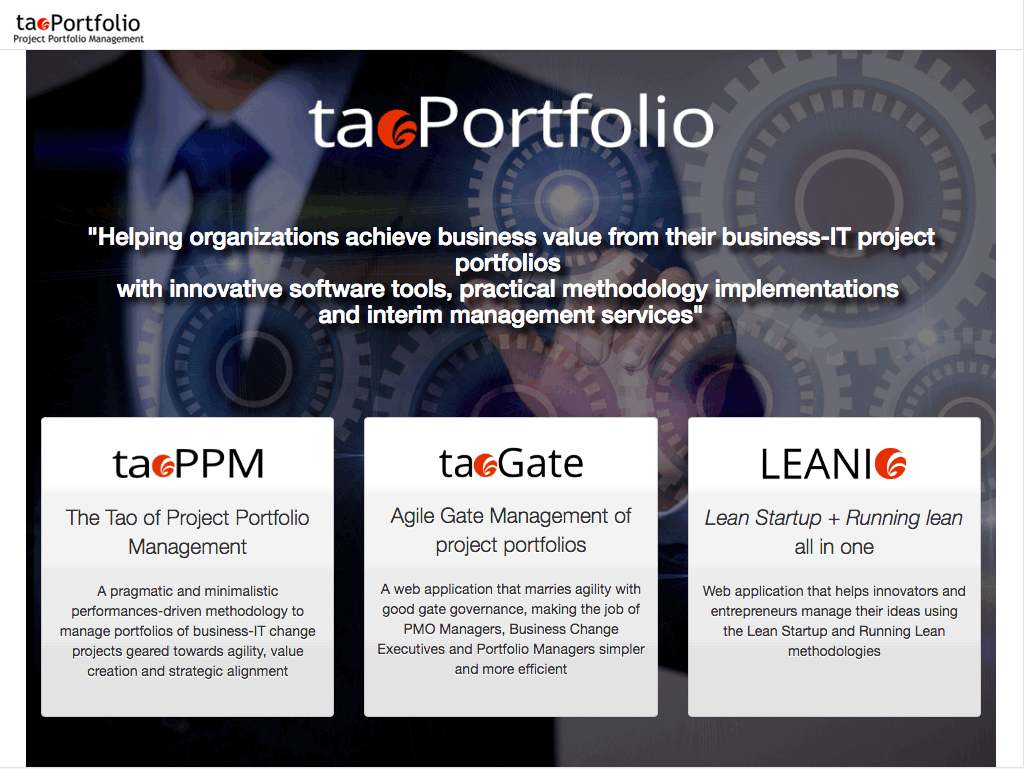 taoPortfolio
Project Portfolio Management
taoPortfolio
"Helping organizations achieve business value from their business-IT project
portfolios
with innovative software tools, practical methodology implementations
and interim management services"
taoPPM
The Tao of Project Portfolio
Management
A pragmatic and minimalistic
performances-driven methodology to
manage portfolios of business-IT change
projects geared towards agility, value
creation and strategic alignment
taoGate
Agile Gate Management of
project portfolios
A web application that marries agility with
good gate governance, making the job of
PMO Managers, Business Change
Executives and Portfolio Managers simpler
and more efficient
LEANIO
Lean Startup + Running lean
all in one
Web application that helps innovators and
entrepreneurs manage their ideas using
the Lean Startup and Running Lean
methodologies